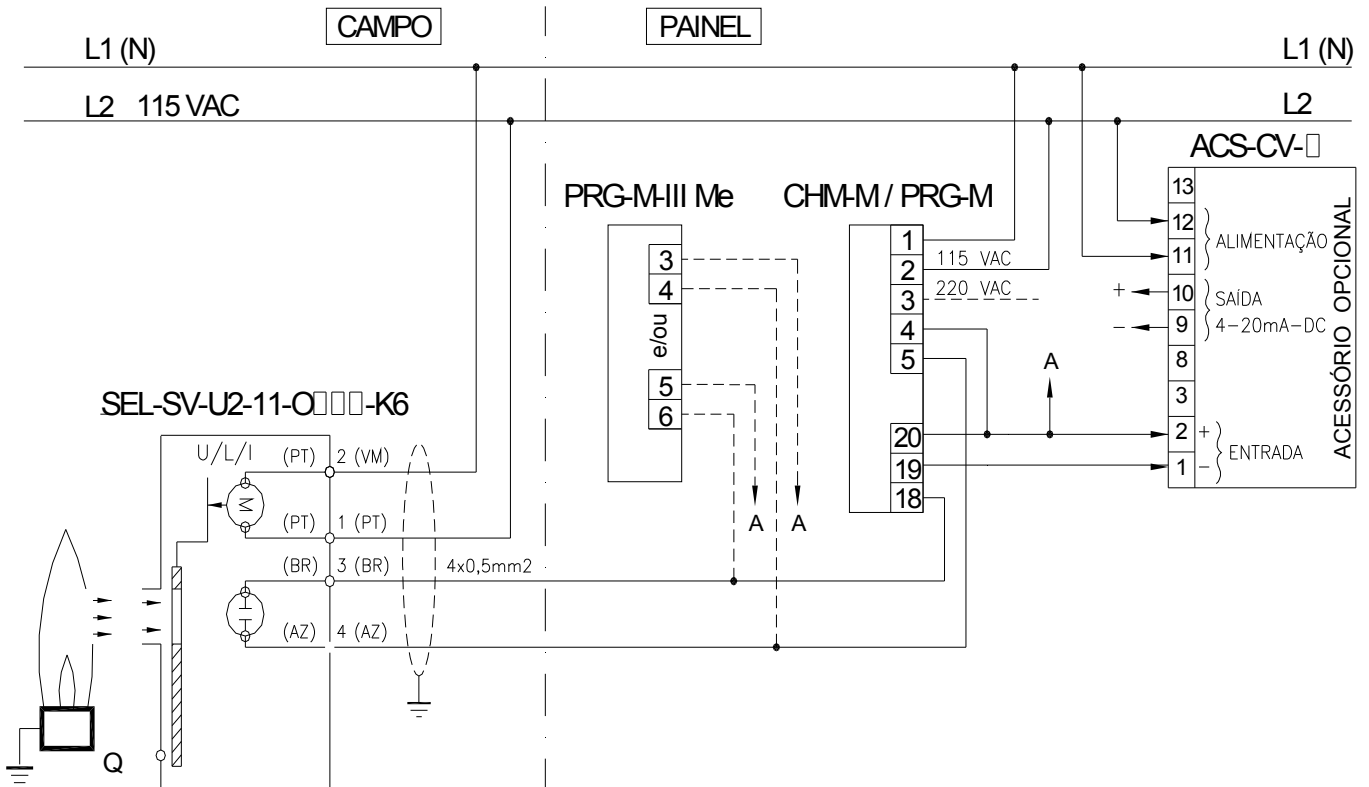 CAMPO
PAINEL
L1 (N)
L1 (N)
L2 115 VAC
L2
ACS-CV-□
PRG-M-III Me
CHM-M / PRG-M
3
4
e/ou
5
6
A
A
1
2
3
4
5
20
19
18
115 VAC
220 VAC
A
13
12
11
10
9
8
3
2
1
ALIMENTAÇÃO
+
-
SAÍDA
4-20mA-DC
+
-
ENTRADA
ACESSÓRIO OPCIONAL
SEL-SV-U2-11-O□□□-K6
U/L/I
M
(PT) 2 (VM)
(PT) 1 (PT)
(BR) 3 (BR)
4x0,5mm2
(AZ) 4 (AZ)
Q